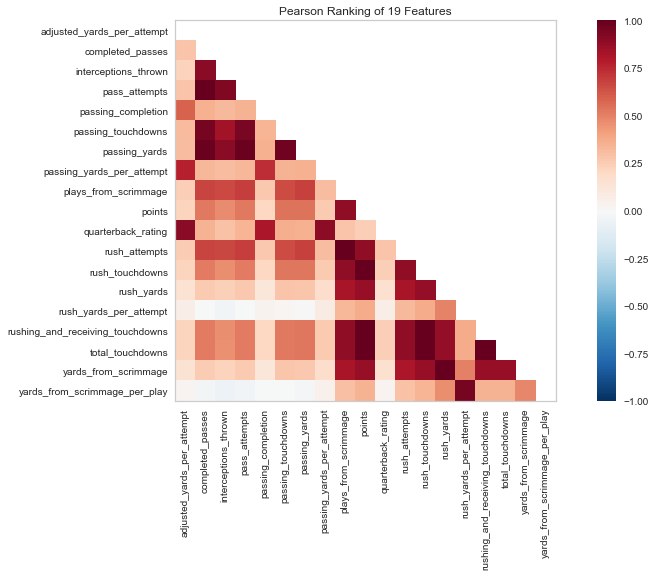 Pearson Ranking of 19 Features
adjusted_yards_per_attempt
completed_passes
interceptions_thrown
pass_attempts
passing_completion
passing_touchdowns
passing_yards
passing_yards_per_attempt
plays_from_scrimmage
points
quarterback_rating
rush_attempts
rush_touchdowns
rush_yards
rush_yards_per_attempt
rushing_and_receiving_touchdowns
total_touchdowns
yards_from_scrimmage
yards_from_scrimmage_per_play
adjusted_yards_per_attempt
completed_passes
interceptions_thrown
pass_attempts
passing_completion
passing_touchdowns
passing_yards
passing_yards_per_attempt
plays_from_scrimmage
points
quarterback_rating
rush_attempts
rush_touchdowns
rush_yards
rush_yards_per_attempt
rushing_and_receiving_touchdowns
total_touchdowns
yards_from_scrimmage
yards_from_scrimmage_per_play
1.00
0.75
0.50
0.25
0.00
−0.25
−0.50
−0.75
−1.00